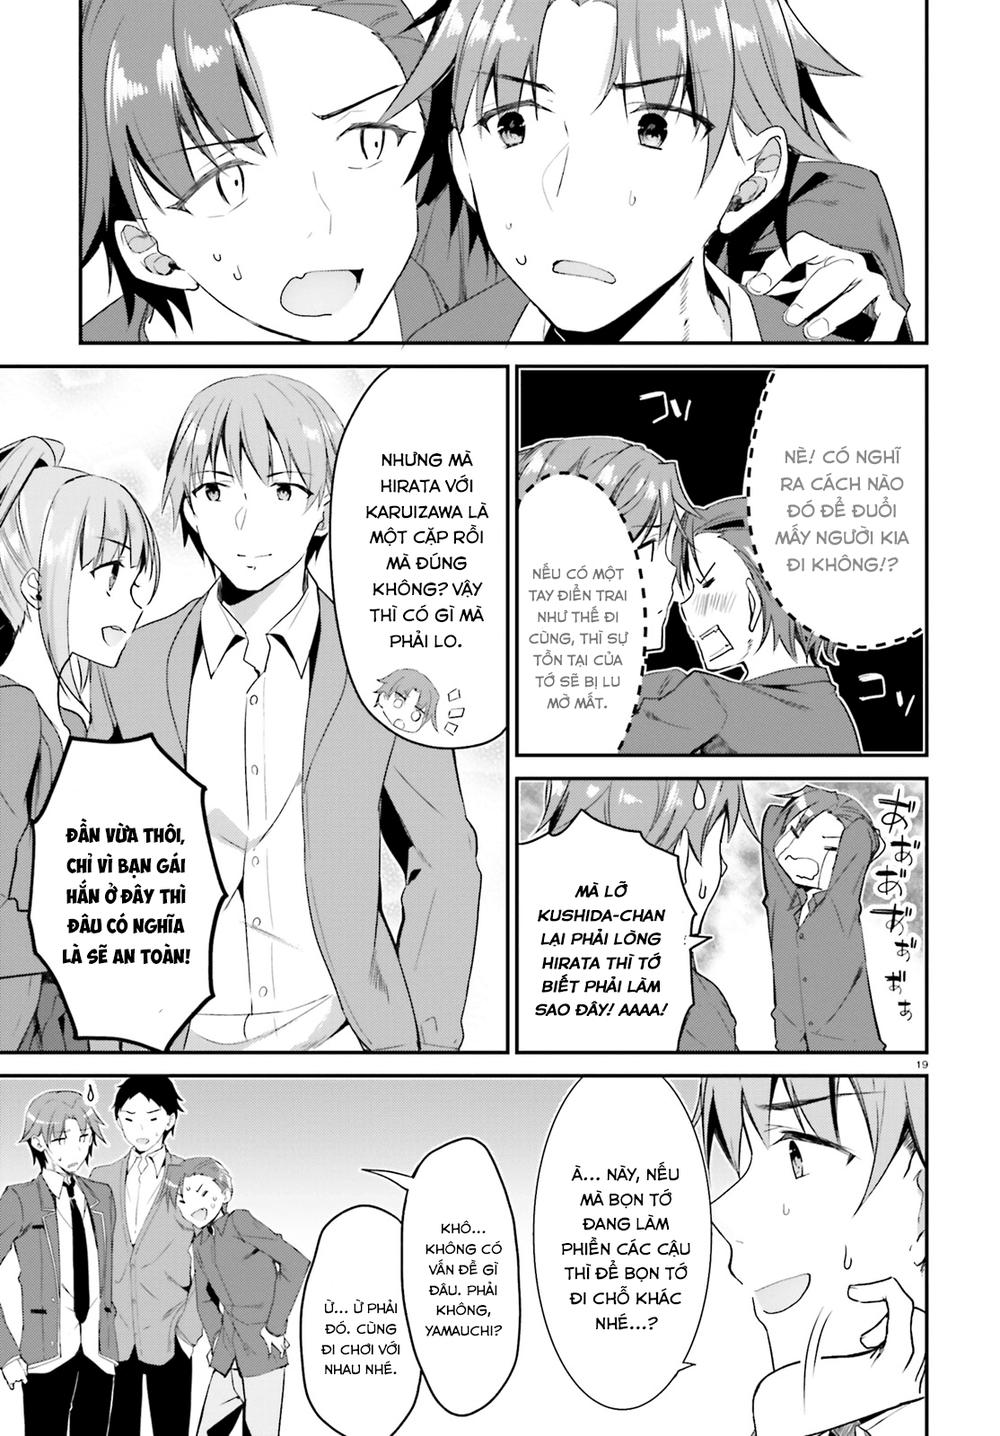 コソ
NÈ! CÓ NGHĨ
RA CÁCH NÀO
ĐÓ ĐỂ ĐUỔI
MẤY NGƯỜI KIA
ĐI KHÔNG!?
NẾU CÓ MỘT
TAY ĐIỂN TRAI
NHƯ THẾ ĐI
CÙNG, THÌ SỰ
TỒN TẠI CỦA
TỚ SẼ BỊ LU
MỜ MẤT.
コソ
NHƯNG MÀ
HIRATA VỚI
KARUIZAWA LÀ
MỘT CẶP RỒI
MÀ ĐÚNG
KHÔNG? VẬY
THÌ CÓ GÌ MÀ
PHẢI LO.
ĐẦN VỪA THÔI,
CHỈ VÌ BẠN GÁI
HẮN Ở ĐÂY THÌ
ĐÂU CÓ NGHĨA
LÀ SẼ AN TOÀN!
あぁあぁあぁあぁ
MÀ LỠ
KUSHIDA-CHAN
LẠI PHẢI LÒNG
HIRATA THÌ TỚ
BIẾT PHẢI LÀM
SAO ĐÂY! AAAA!
19
À... NÀY, NẾU
MÀ BỌN TỚ
ĐANG LÀM
PHIỀN CÁC CẬU
THÌ ĐỂ BỌN TỚ
ĐI CHỖ KHÁC
NHÉ...?
KHÔ...
KHÔNG CÓ
VẤN ĐỀ GÌ
ĐÂU. PHẢI
KHÔNG,
YAMAUCHI?
Ừ... Ừ PHẢI
ĐÓ. CÙNG
ĐI CHƠI VỚI
NHAU NHÉ.